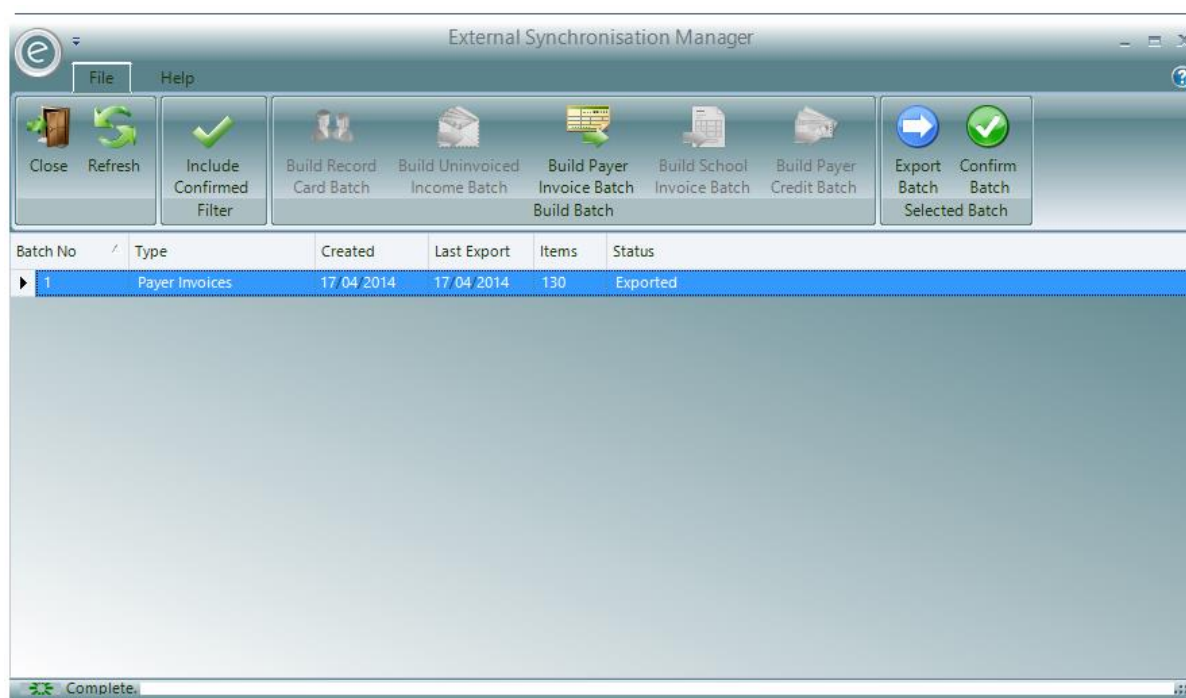 External Synchronisation Manager
File Help
Close Refresh Include Confirmed Build Record Card Batch Build Uninvoiced Income Batch Build Payer Invoice Batch Build School Invoice Batch Build Payer Credit Batch Export Batch Confirm Batch
Filter Build Batch Selected Batch
Batch No Type Created Last Export Items Status
1 Payer Invoices 17/04/2014 17/04/2014 130 Exported
Complete.